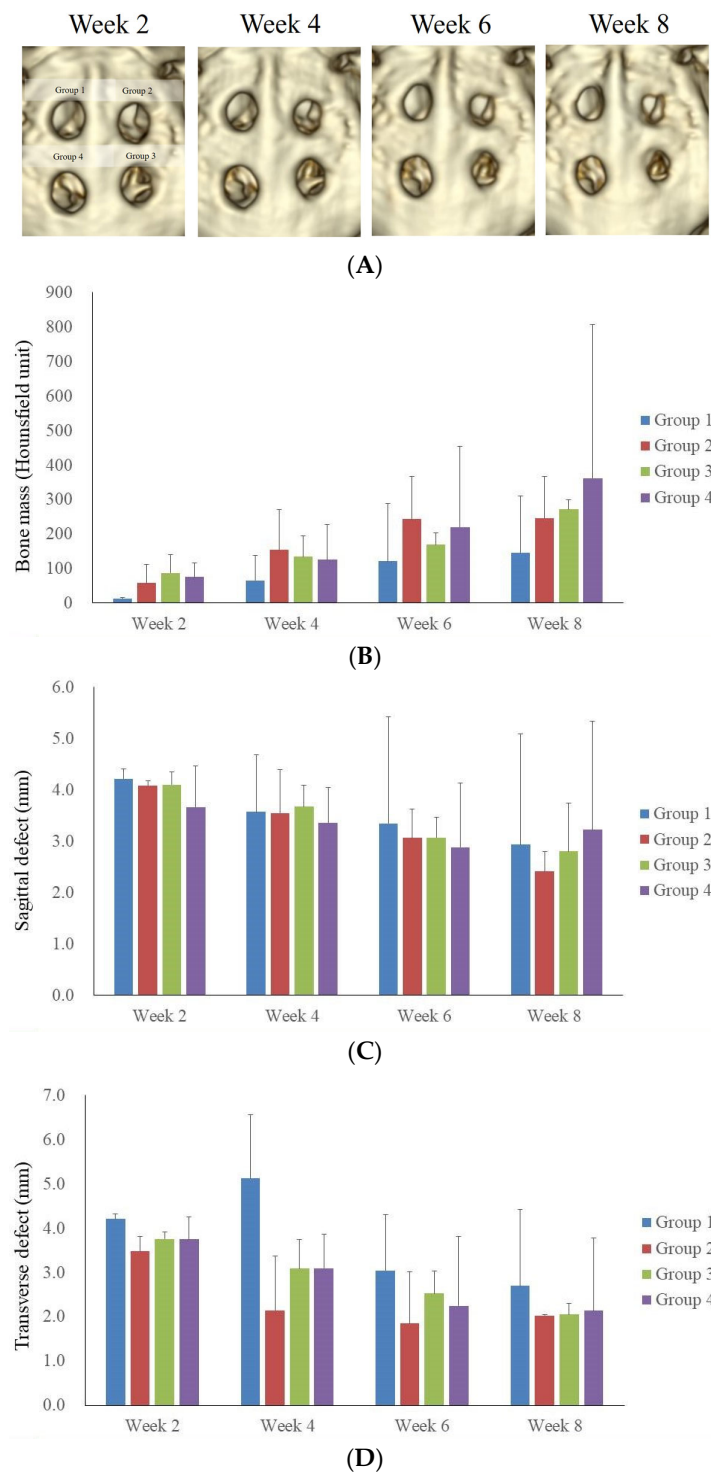 Week 2 Week 4 Week 6 Week 8
Group 1 Group 2
Group 4 Group 3
(A)
900
800
700
600
500
400
300
200
100
0
Bone mass (Hounsfield unit)
Week 2 Week 4 Week 6 Week 8
Group 1
Group 2
Group 3
Group 4
(B)
6.0
5.0
4.0
3.0
2.0
1.0
0.0
Sagittal defect (mm)
Week 2 Week 4 Week 6 Week 8
Group 1
Group 2
Group 3
Group 4
(C)
7.0
6.0
5.0
4.0
3.0
2.0
1.0
0.0
Transverse defect (mm)
Week 2 Week 4 Week 6 Week 8
Group 1
Group 2
Group 3
Group 4
(D)